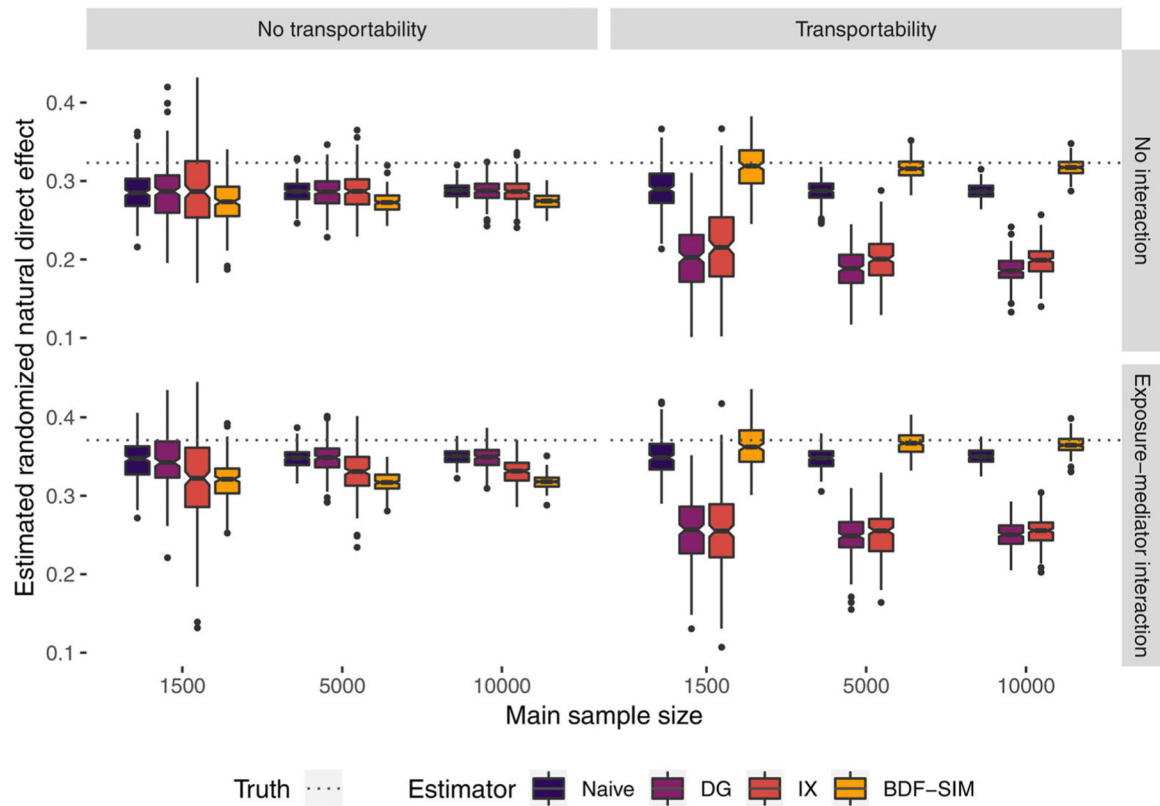 No transportability
Transportability
Estimated randomized natural direct effect
0.4
0.3
0.2
0.1
No interaction
0.4
0.3
0.2
0.1
Exposure−mediator interaction
1500 5000 10000
1500 5000 10000
Main sample size
Truth Estimator Naive DG IX BDF−SIM